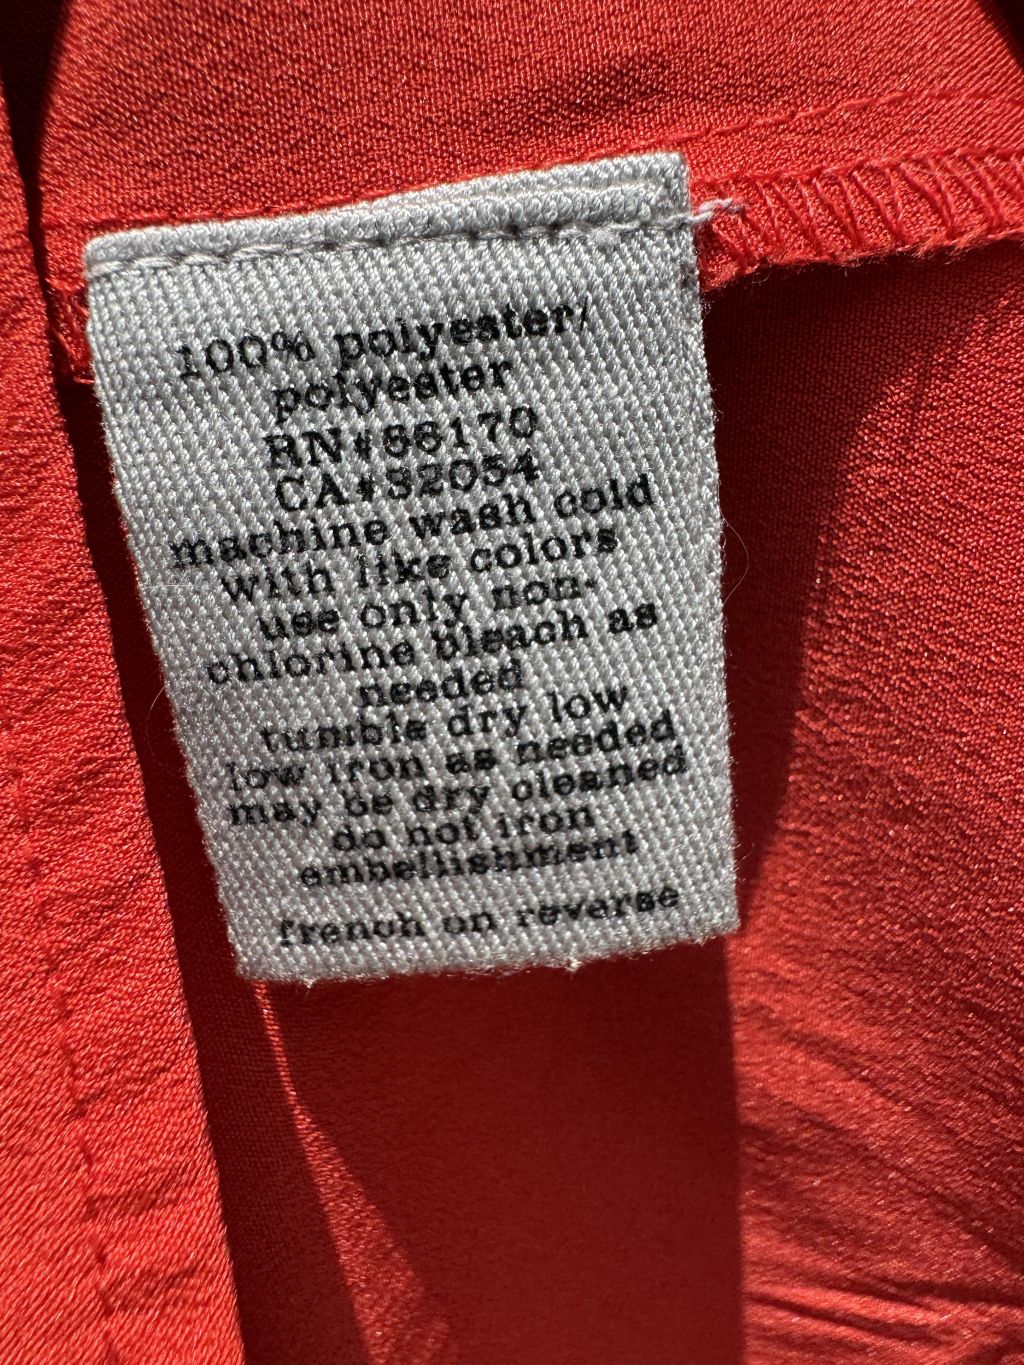 100% polyester/
polyester
RN#66170
CA#32054
machine wash cold
with like colors
use only non-
chlorine bleach as
needed
tumble dry low
low iron as needed
may be dry cleaned
do not iron
embellishment
french on reverse